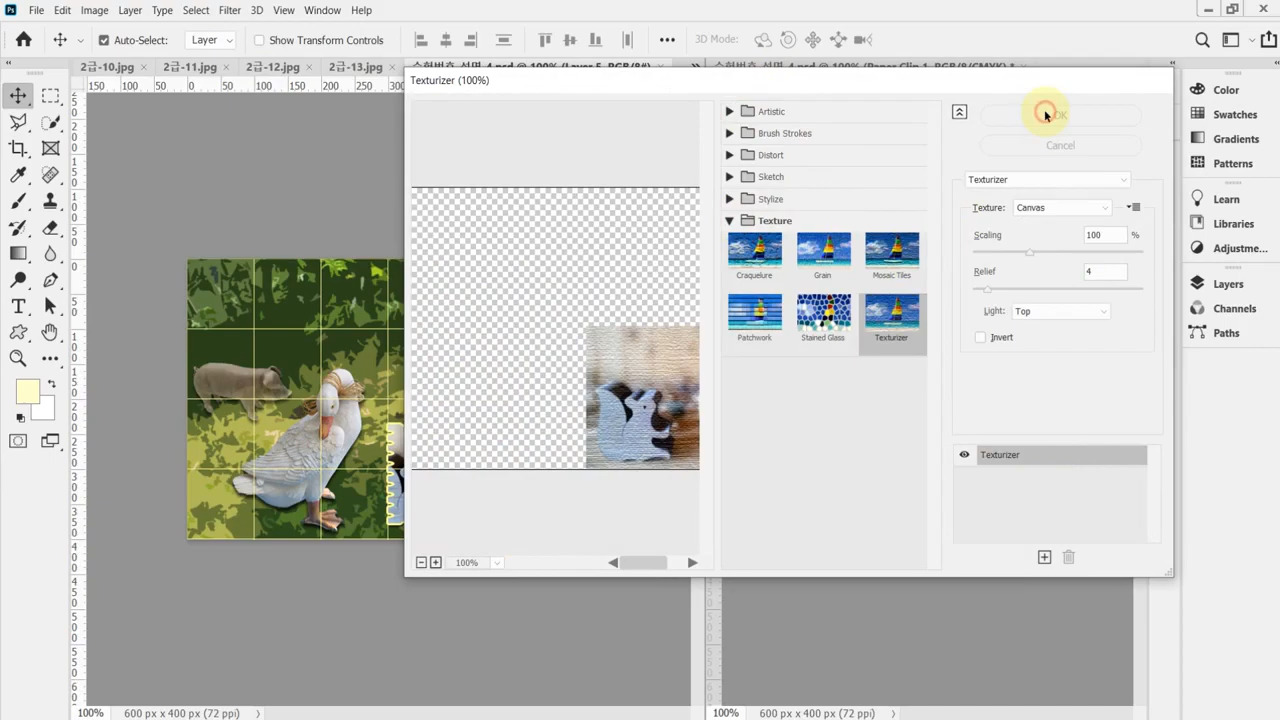 Ps File Edit Image Layer Type Select Filter 3D View Window Help
Auto-Select: Layer Show Transform Controls 3D Mode:
2급-10.jpg 2급-11.jpg 2급-12.jpg 2급-13.jpg
Texturizer (100%)
150 100 50 0 50 100 150 200 250 300
Artistic
Brush Strokes
Distort
Sketch
Stylize
Texture
Craquelure Grain Mosaic Tiles
Patchwork Stained Glass Texturizer
OK
Cancel
Texturizer
Texture: Canvas
Scaling 100 %
Relief 4
Light: Top
Invert
Texturizer
100%
Color
Swatches
Gradients
Patterns
Learn
Libraries
Adjustme...
Layers
Channels
Paths
100% 600 px x 400 px (72 ppi) 100% 600 px x 400 px (72 ppi)